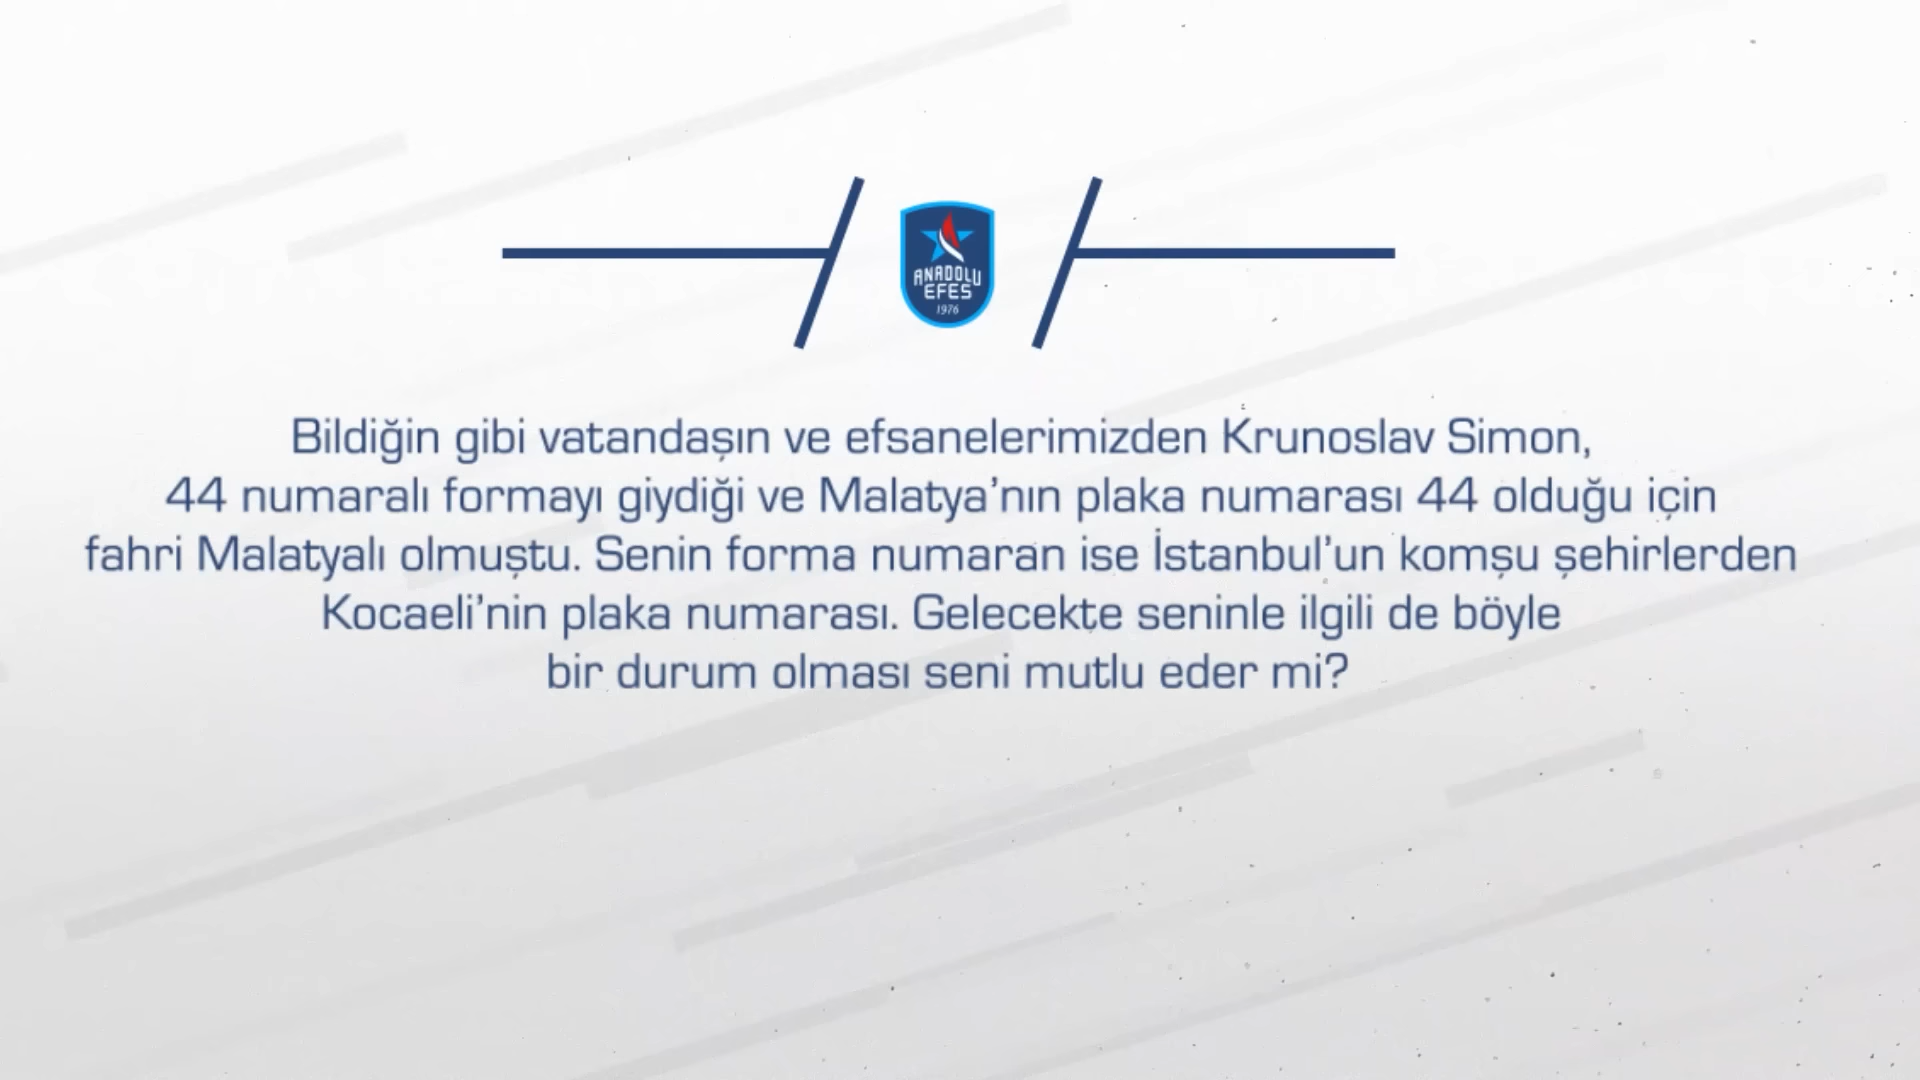 ANADOLU
EFES
1976
Bildiğin gibi vatandaşın ve efsanelerimizden Krunoslav Simon,
44 numaralı formayı giydiği ve Malatya’nın plaka numarası 44 olduğu için
fahri Malatyalı olmuştu. Senin forma numaran ise İstanbul’un komşu şehirlerden
Kocaeli’nin plaka numarası. Gelecekte seninle ilgili de böyle
bir durum olması seni mutlu eder mi?